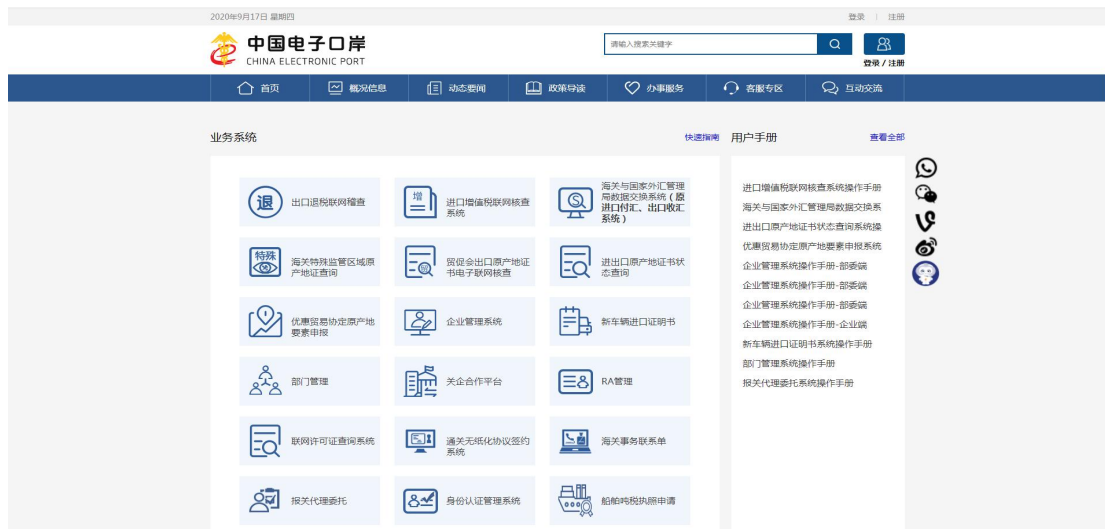 2020年9月17日 星期四
登录 | 注册
中国电子口岸
CHINA ELECTRONIC PORT
请输入搜索关键字
登录 / 注册
首页
概况信息
动态要闻
政策导读
办事服务
客服专区
互动交流
业务系统
快速指南
退
出口退税联网稽查
增
进口增值税联网核查
系统
海关与国家外汇管理
局数据交换系统(原
进口付汇、出口收汇
系统)
特殊
海关特殊监管区域原
产地证查询
贸促会出口原产地证
书电子联网核查
进出口原产地证书状
态查询
优惠贸易协定原产地
要素申报
企业管理系统
新车辆进口证明书
部门管理
关企合作平台
RA管理
联网许可证查询系统
通关无纸化协议签约
系统
海关事务联系单
报关代理委托
身份认证管理系统
船舶吨税执照申请
用户手册
查看全部
进口增值税联网核查系统操作手册
海关与国家外汇管理局数据交换系
进出口原产地证书状态查询系统操
优惠贸易协定原产地要素申报系统
企业管理系统操作手册-部委端
企业管理系统操作手册-部委端
企业管理系统操作手册-部委端
企业管理系统操作手册-企业端
新车辆进口证明书系统操作手册
部门管理系统操作手册
报关代理委托系统操作手册